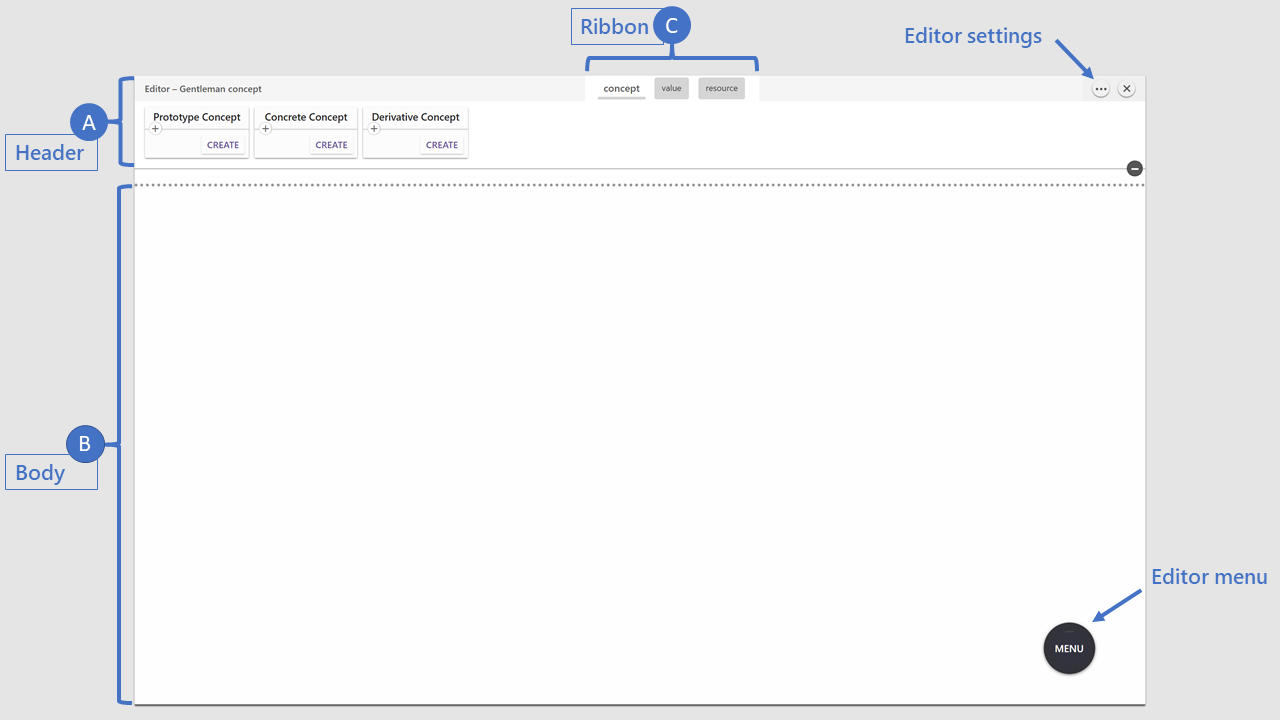 Ribbon
C
Editor settings
Editor – Gentleman concept
concept
value
resource
A
Header
Prototype Concept
Concrete Concept
Derivative Concept
CREATE
CREATE
CREATE
B
Body
Editor menu
MENU